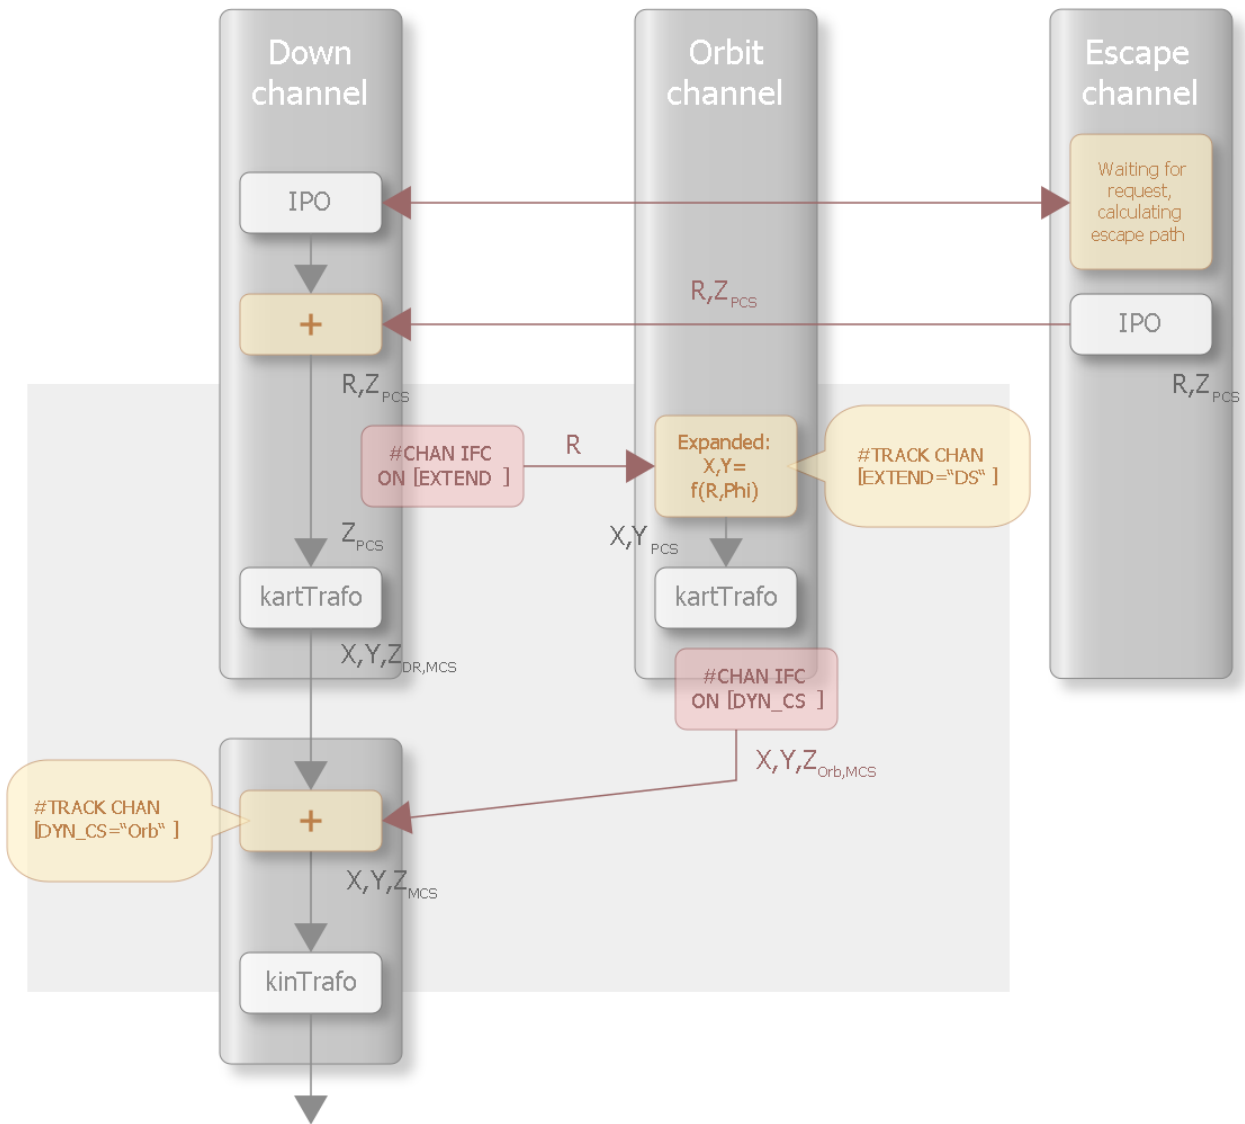 Down
channel
Orbit
channel
Escape
channel
IPO
Waiting for
request,
calculating
escape path
+
R,Z PCS
IPO
R,Z PCS
R,Z PCS
#CHAN IFC
ON [EXTEND ]
R
Expanded:
X,Y=
f(R,Phi)
#TRACK CHAN
[EXTEND="DS" ]
Z PCS
X,Y PCS
kartTrafo
kartTrafo
X,Y,Z DR,MCS
#CHAN IFC
ON [DYN_CS ]
X,Y,Z Orb,MCS
#TRACK CHAN
[DYN_CS="Orb" ]
+
X,Y,Z MCS
kinTrafo